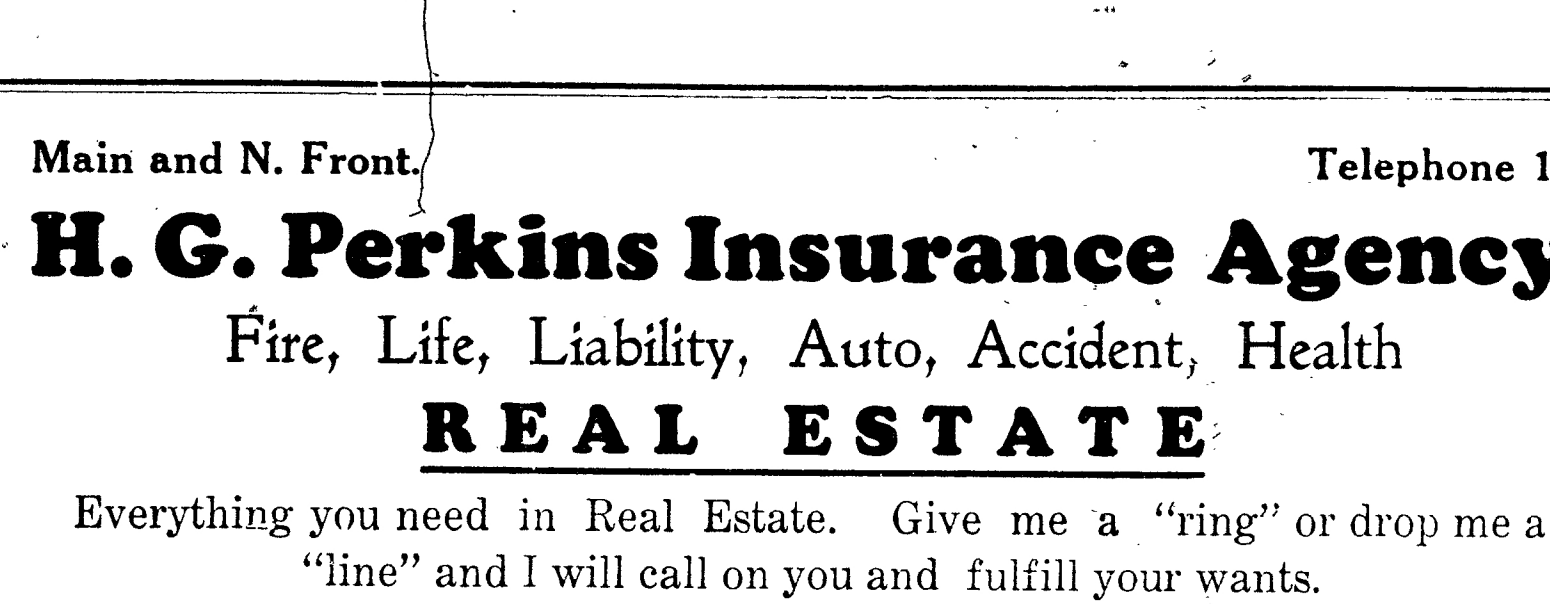 Main and N. Front. Telephone 1
H. G. Perkins Insurance Agency
Fire, Life, Liability, Auto, Accident, Health
REAL ESTATE
Everything you need in Real Estate. Give me a "ring" or drop me a
"line" and I will call on you and fulfill your wants.